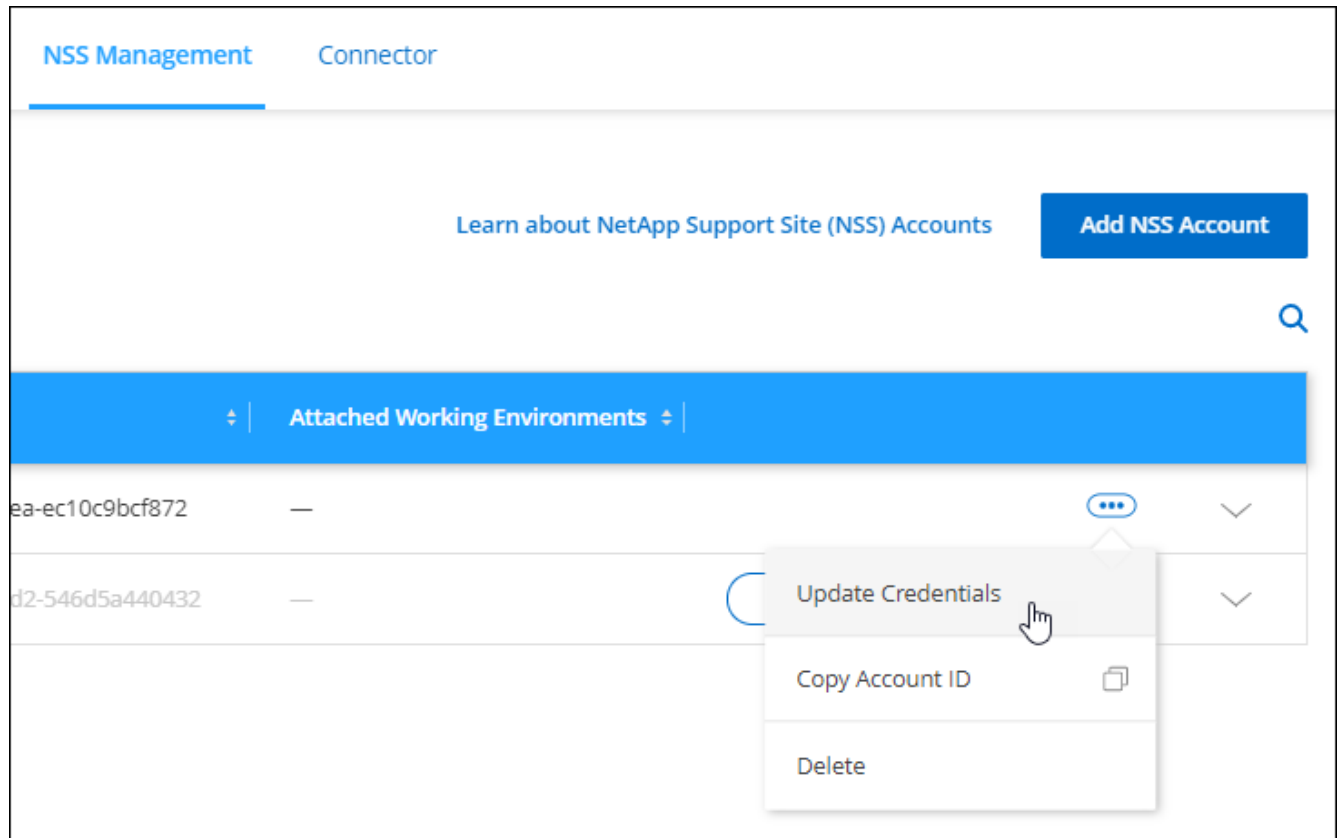 NSS Management Connector
Learn about NetApp Support Site (NSS) Accounts Add NSS Account
Attached Working Environments
ea-ec10c9bcf872 —
d2-546d5a440432 —
Update Credentials
Copy Account ID
Delete